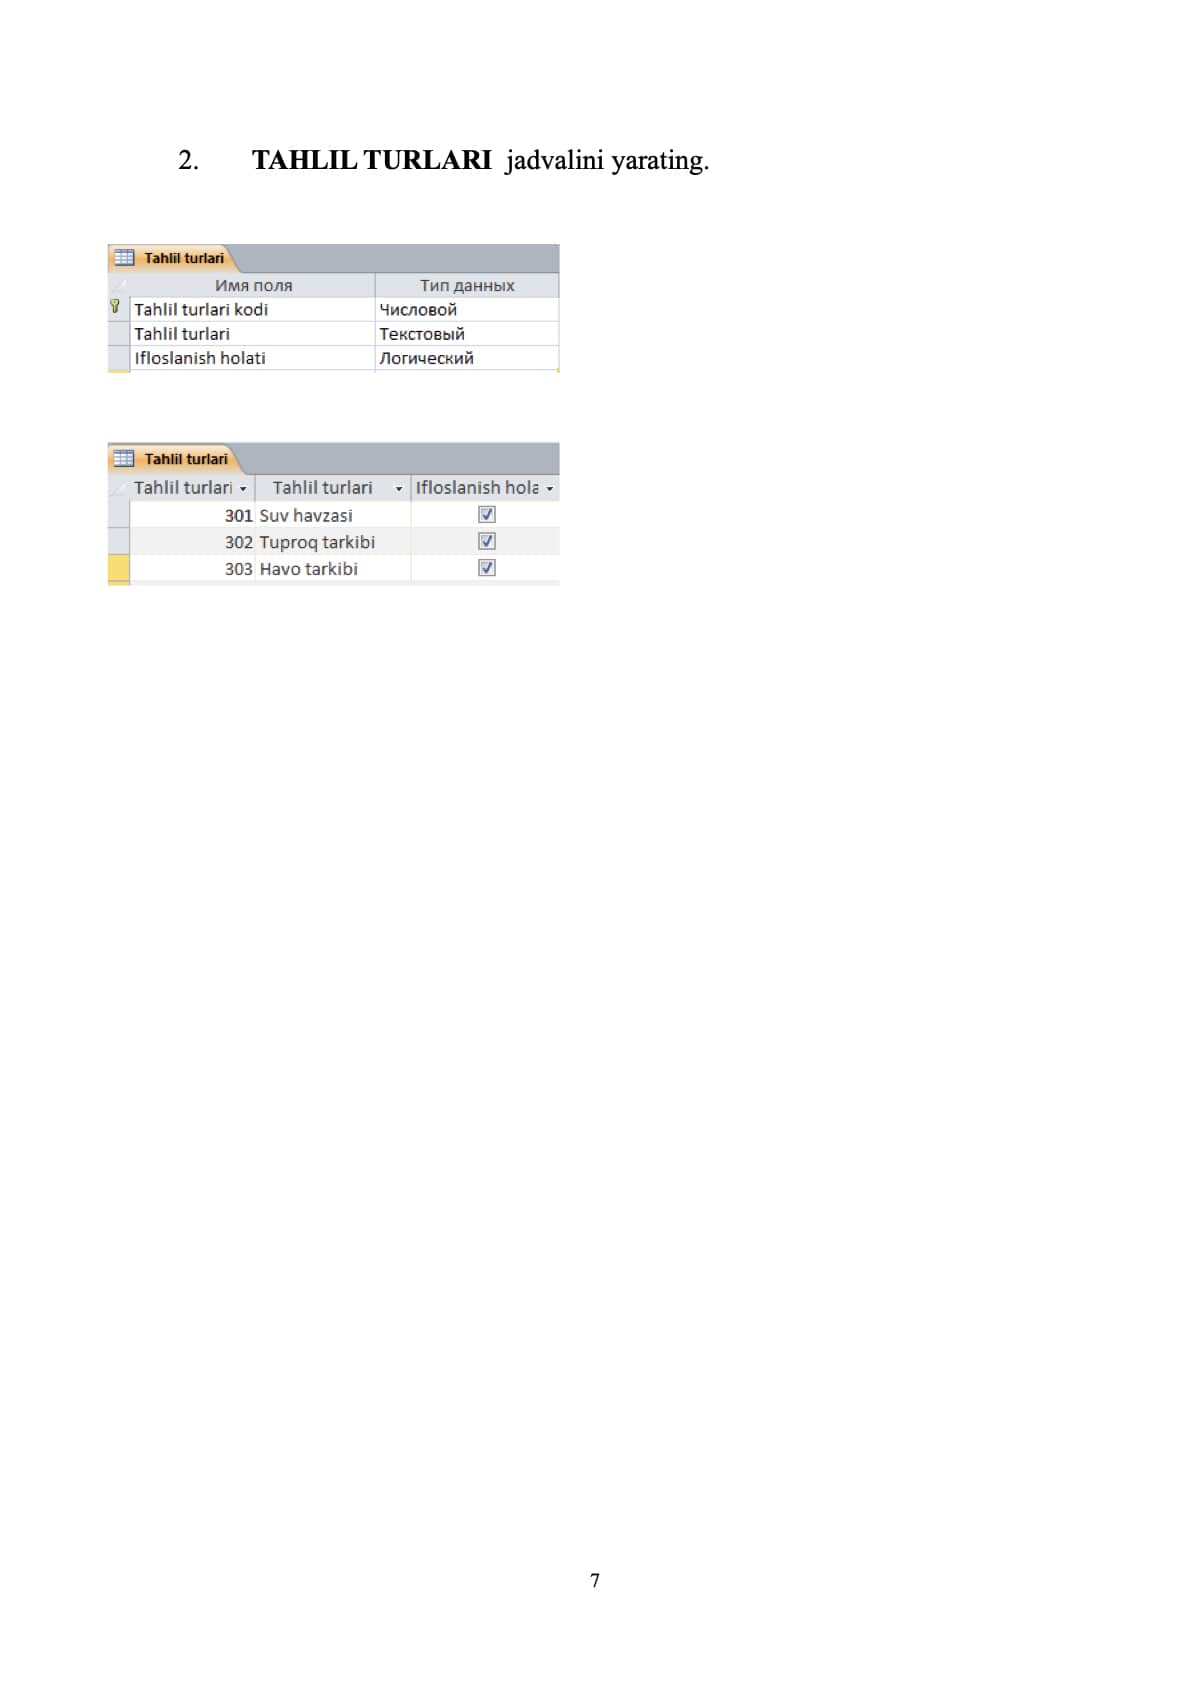 2. TAHLIL TURLARI jadvalini yarating.
Tahlil turlari
Имя поля Тип данных
Tahlil turlari kodi Числовой
Tahlil turlari Текстовый
Ifloslanish holati Логический
Tahlil turlari
Tahlil turlari Tahlil turlari Ifloslanish hola
301 Suv havzasi
302 Tuproq tarkibi
303 Havo tarkibi
7